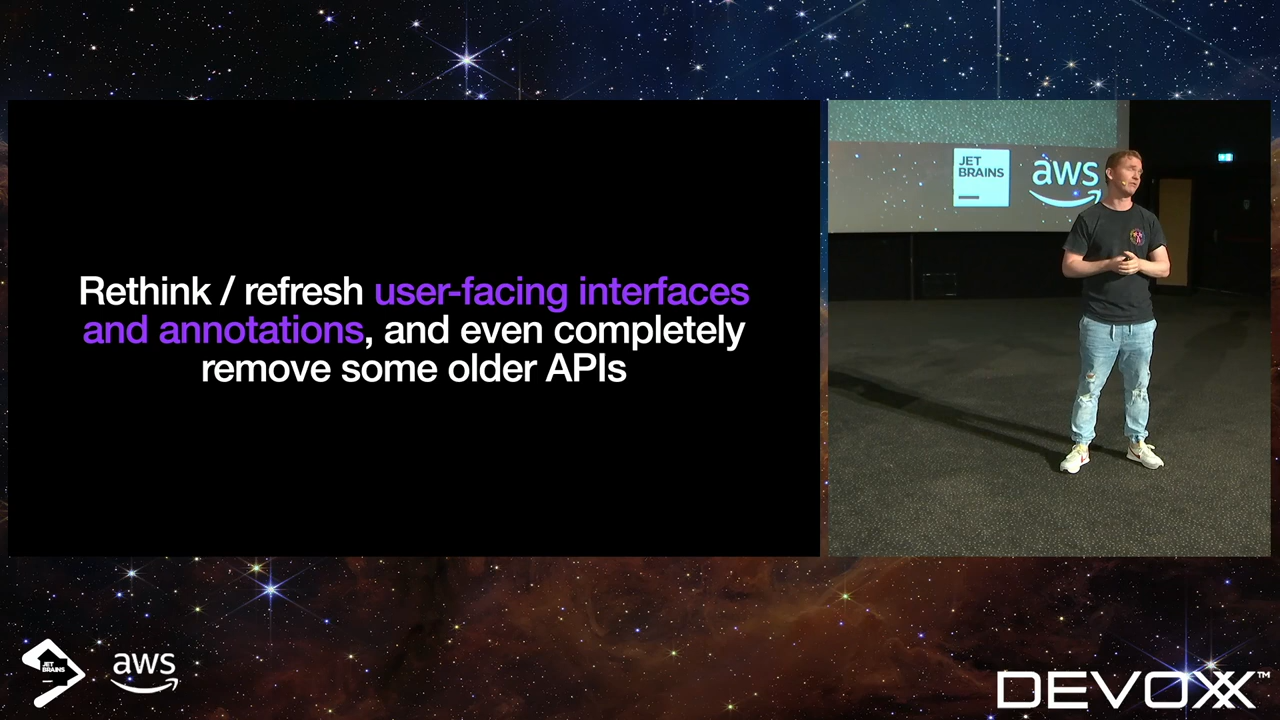 Rethink / refresh user-facing interfaces
and annotations, and even completely
remove some older APIs
JET
BRAINS
aws
JET
BRAINS
aws
DEVOXX™